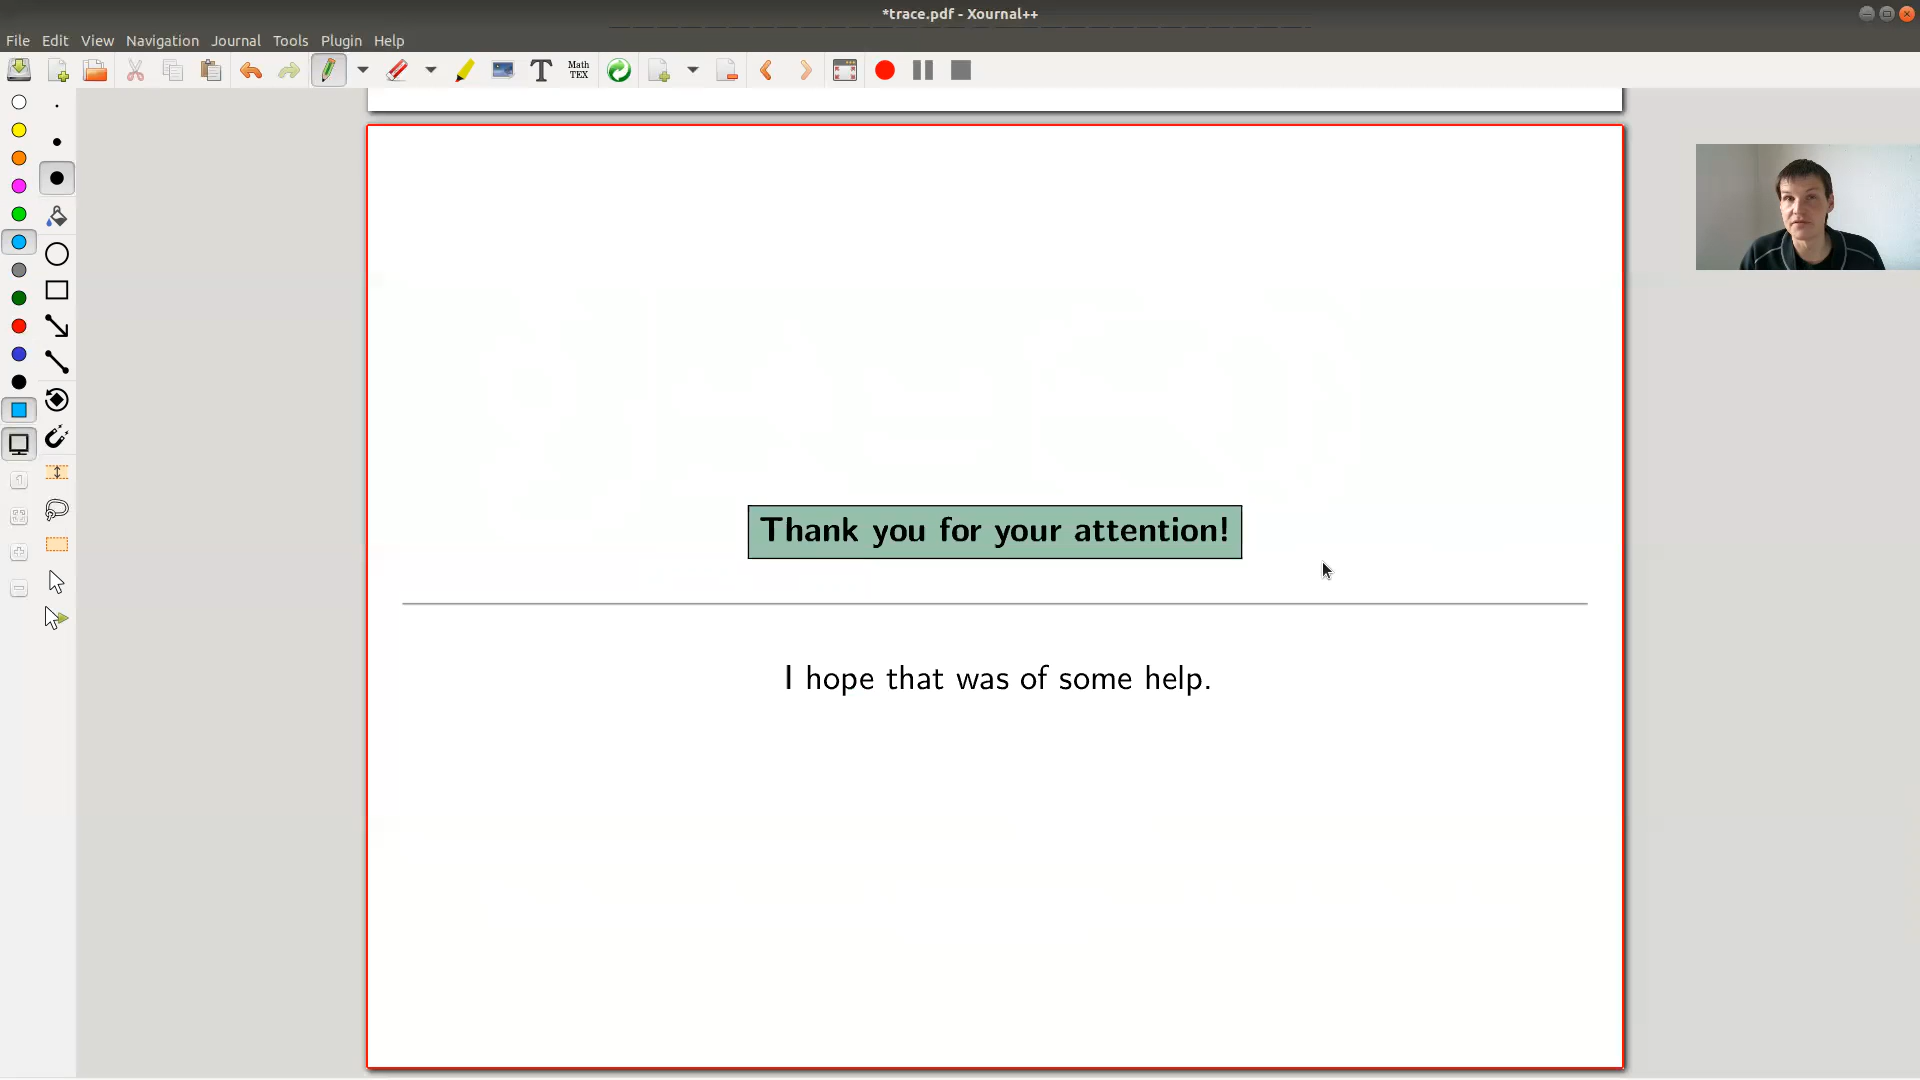 *trace.pdf - Xournal++
File Edit View Navigation Journal Tools Plugin Help
Math
TEX
Thank you for your attention!
I hope that was of some help.